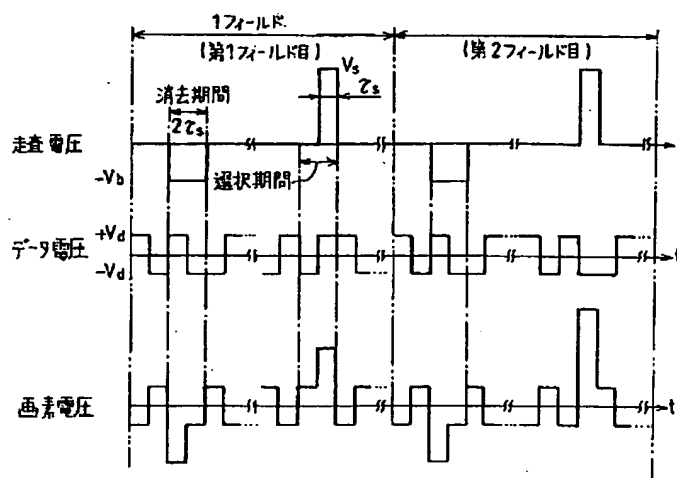 1フィールド
(第1フィールド目)
(第2フィールド目)
Vs
τs
消去期間
2τs
走査電圧
-Vb
選択期間
+Vd
データ電圧
-Vd
t
画素電圧
t